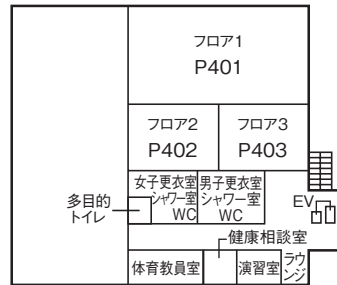 フロア1
P401
フロア2
P402
フロア3
P403
女子更衣室
シャワー室
WC
男子更衣室
シャワー室
WC
多目的
トイレ
EV
健康相談室
体育教員室
演習室
ラウ
ンジ